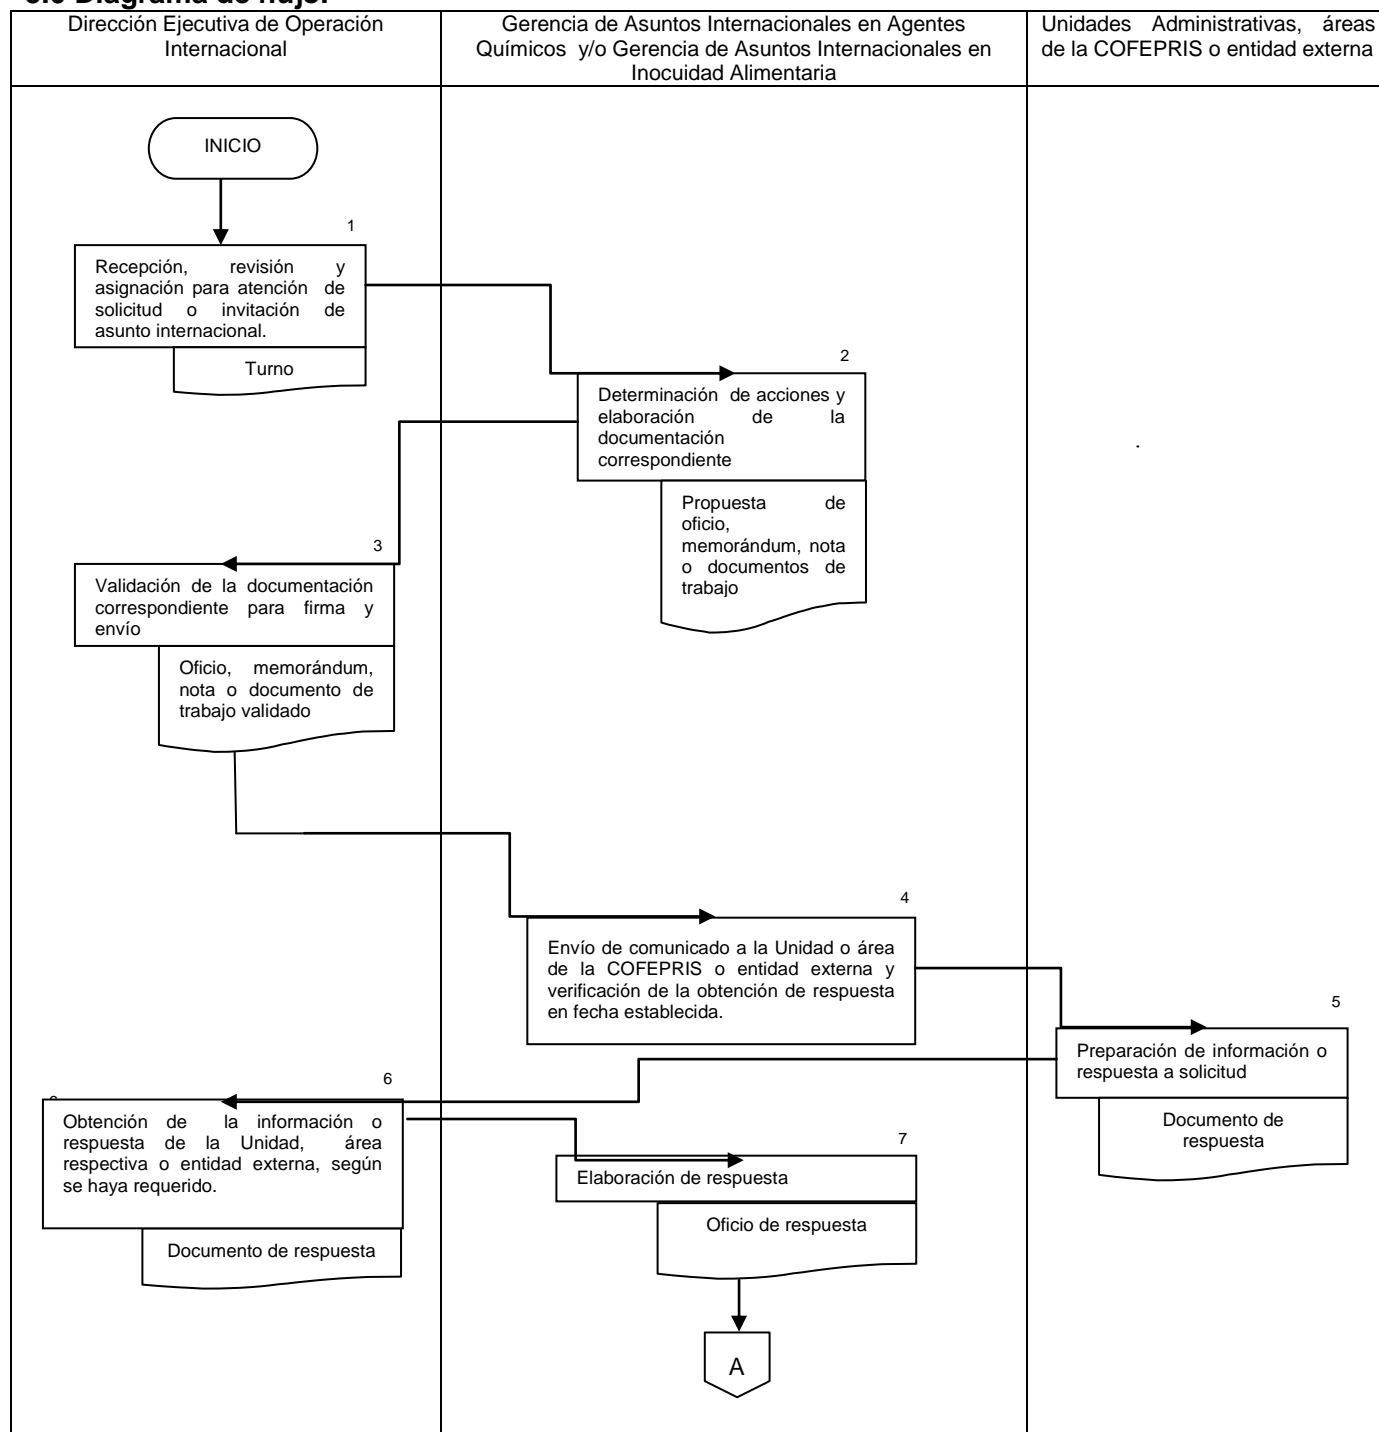 Dirección Ejecutiva de Operación
Internacional
Gerencia de Asuntos Internacionales en Agentes
Químicos y/o Gerencia de Asuntos Internacionales en
Inocuidad Alimentaria
Unidades Administrativas, áreas
de la COFEPRIS o entidad externa
INICIO
1
Recepción, revisión y
asignación para atención de
solicitud o invitación de
asunto internacional.
Turno
2
Determinación de acciones y
elaboración de la
documentación
correspondiente
Propuesta de
oficio,
memorándum, nota
o documentos de
trabajo
3
Validación de la documentación
correspondiente para firma y
envío
Oficio, memorándum,
nota o documento de
trabajo validado
4
Envío de comunicado a la Unidad o área
de la COFEPRIS o entidad externa y
verificación de la obtención de respuesta
en fecha establecida.
5
Preparación de información o
respuesta a solicitud
Documento de
respuesta
6
Obtención de la información o
respuesta de la Unidad, área
respectiva o entidad externa, según
se haya requerido.
Documento de respuesta
7
Elaboración de respuesta
Oficio de respuesta
A